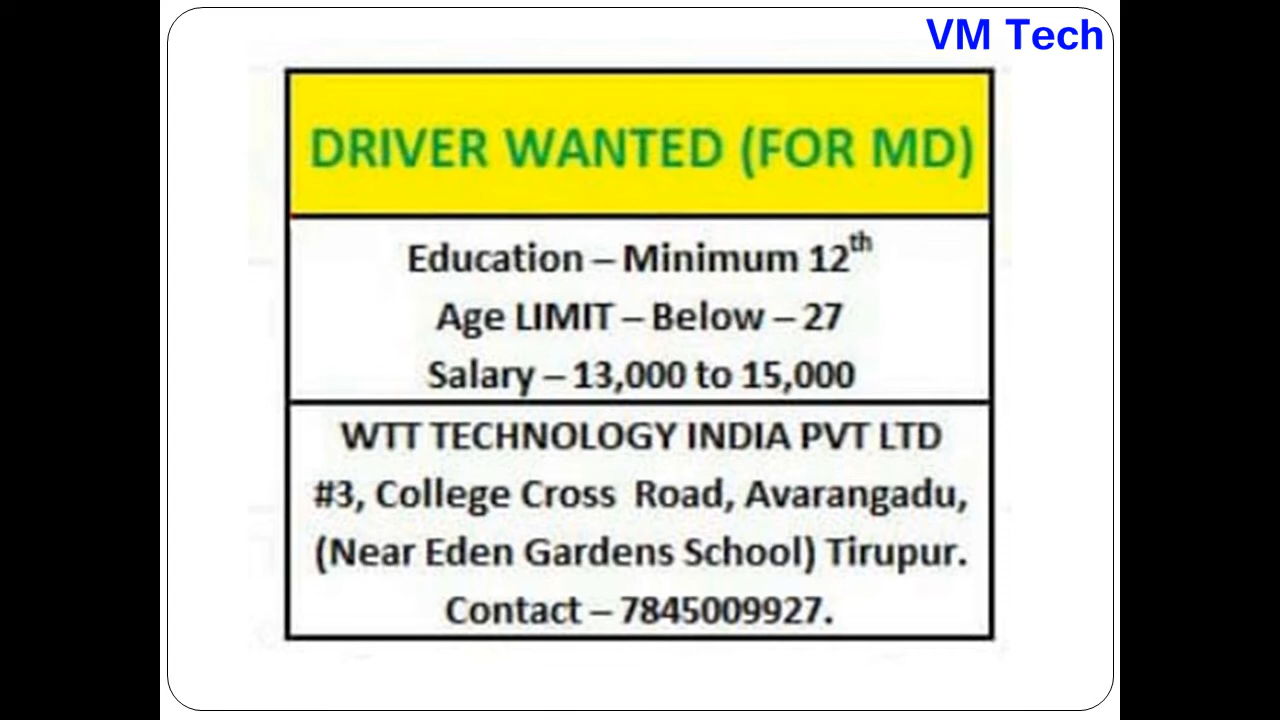 VM Tech
DRIVER WANTED (FOR MD)
Education – Minimum 12th
Age LIMIT – Below – 27
Salary – 13,000 to 15,000
WTT TECHNOLOGY INDIA PVT LTD
#3, College Cross Road, Avarangadu,
(Near Eden Gardens School) Tirupur.
Contact – 7845009927.